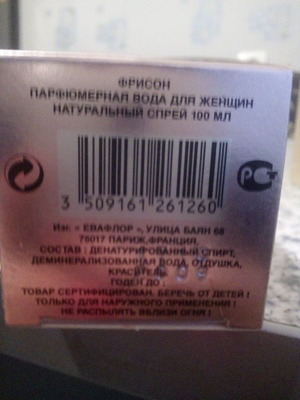 ФРИСОН
ПАРФЮМЕРНАЯ ВОДА ДЛЯ ЖЕНЩИН
НАТУРАЛЬНЫЙ СПРЕЙ 100 МЛ
3 509161 261260
Изг. « ЕВАФЛОР », УЛИЦА БАЯН 68
75017 ПАРИЖ,ФРАНЦИЯ,
СОСТАВ : ДЕНАТУРИРОВАННЫЙ СПИРТ,
ДЕМИНЕРАЛИЗОВАННАЯ ВОДА, ОТДУШКА,
КРАСИТЕЛЬ
ГОДЕН ДО :
ТОВАР СЕРТИФИЦИРОВАН. БЕРЕЧЬ ОТ ДЕТЕЙ !
ТОЛЬКО ДЛЯ НАРУЖНОГО ПРИМЕНЕНИЯ !
НЕ РАСПЫЛЯТЬ ВБЛИЗИ ОГНЯ !